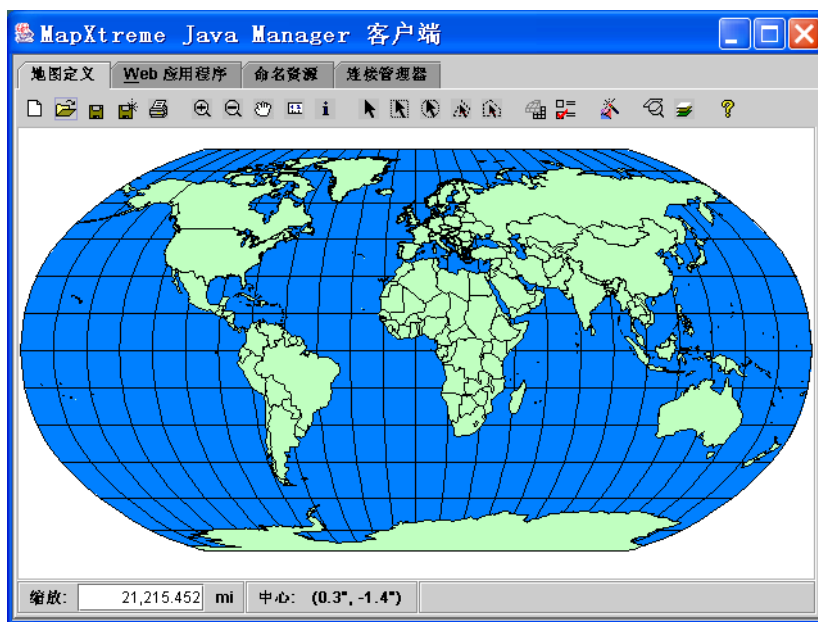 MapXtreme Java Manager 客户端
地图定义 Web 应用程序 命名资源 连接管理器
缩放: 21,215.452 mi 中心: (0.3°, -1.4°)